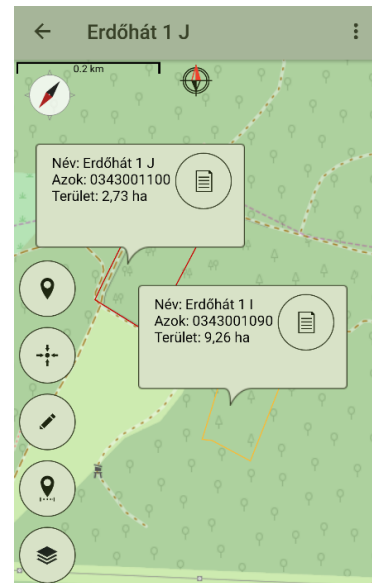 Erdőhát 1 J
0.2 km
Név: Erdőhát 1 J
Azok: 0343001100
Terület: 2,73 ha
Név: Erdőhát 1 I
Azok: 0343001090
Terület: 9,26 ha